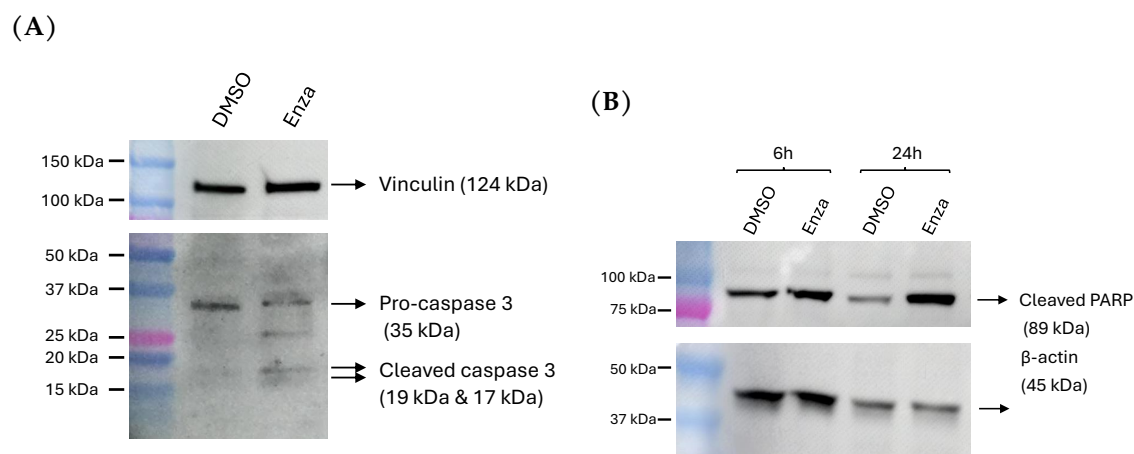 (A)
DMSO
Enza
150 kDa
100 kDa
Vinculin (124 kDa)
50 kDa
37 kDa
25 kDa
20 kDa
15 kDa
Pro-caspase 3
(35 kDa)
Cleaved caspase 3
(19 kDa & 17 kDa)
(B)
6h
24h
DMSO
Enza
DMSO
Enza
100 kDa
75 kDa
Cleaved PARP
(89 kDa)
β-actin
(45 kDa)
50 kDa
37 kDa